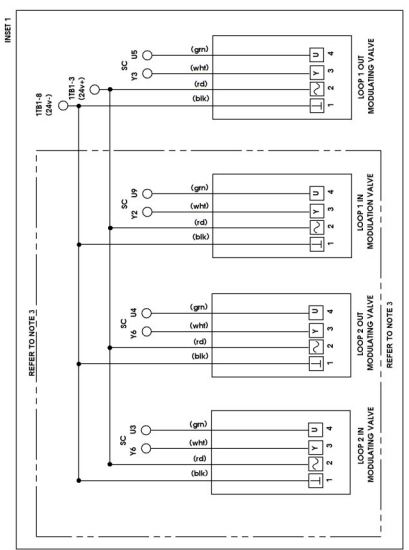 INSET 1
1TB1-8
(24v-)
1TB1-3
(24v+)
SC
Y3
U5
(grn)
(wht)
(rd)
(blk)
U 4
Y 3
2
1
LOOP 1 OUT
MODULATING VALVE
REFER TO NOTE 3
SC
Y2
U9
(grn)
(wht)
(rd)
(blk)
U 4
Y 3
2
1
LOOP 1 IN
MODULATION VALVE
SC
Y6
U4
(grn)
(wht)
(rd)
(blk)
U 4
Y 3
2
1
LOOP 2 OUT
MODULATING VALVE
REFER TO NOTE 3
SC
Y6
U3
(grn)
(wht)
(rd)
(blk)
U 4
Y 3
2
1
LOOP 2 IN
MODULATING VALVE